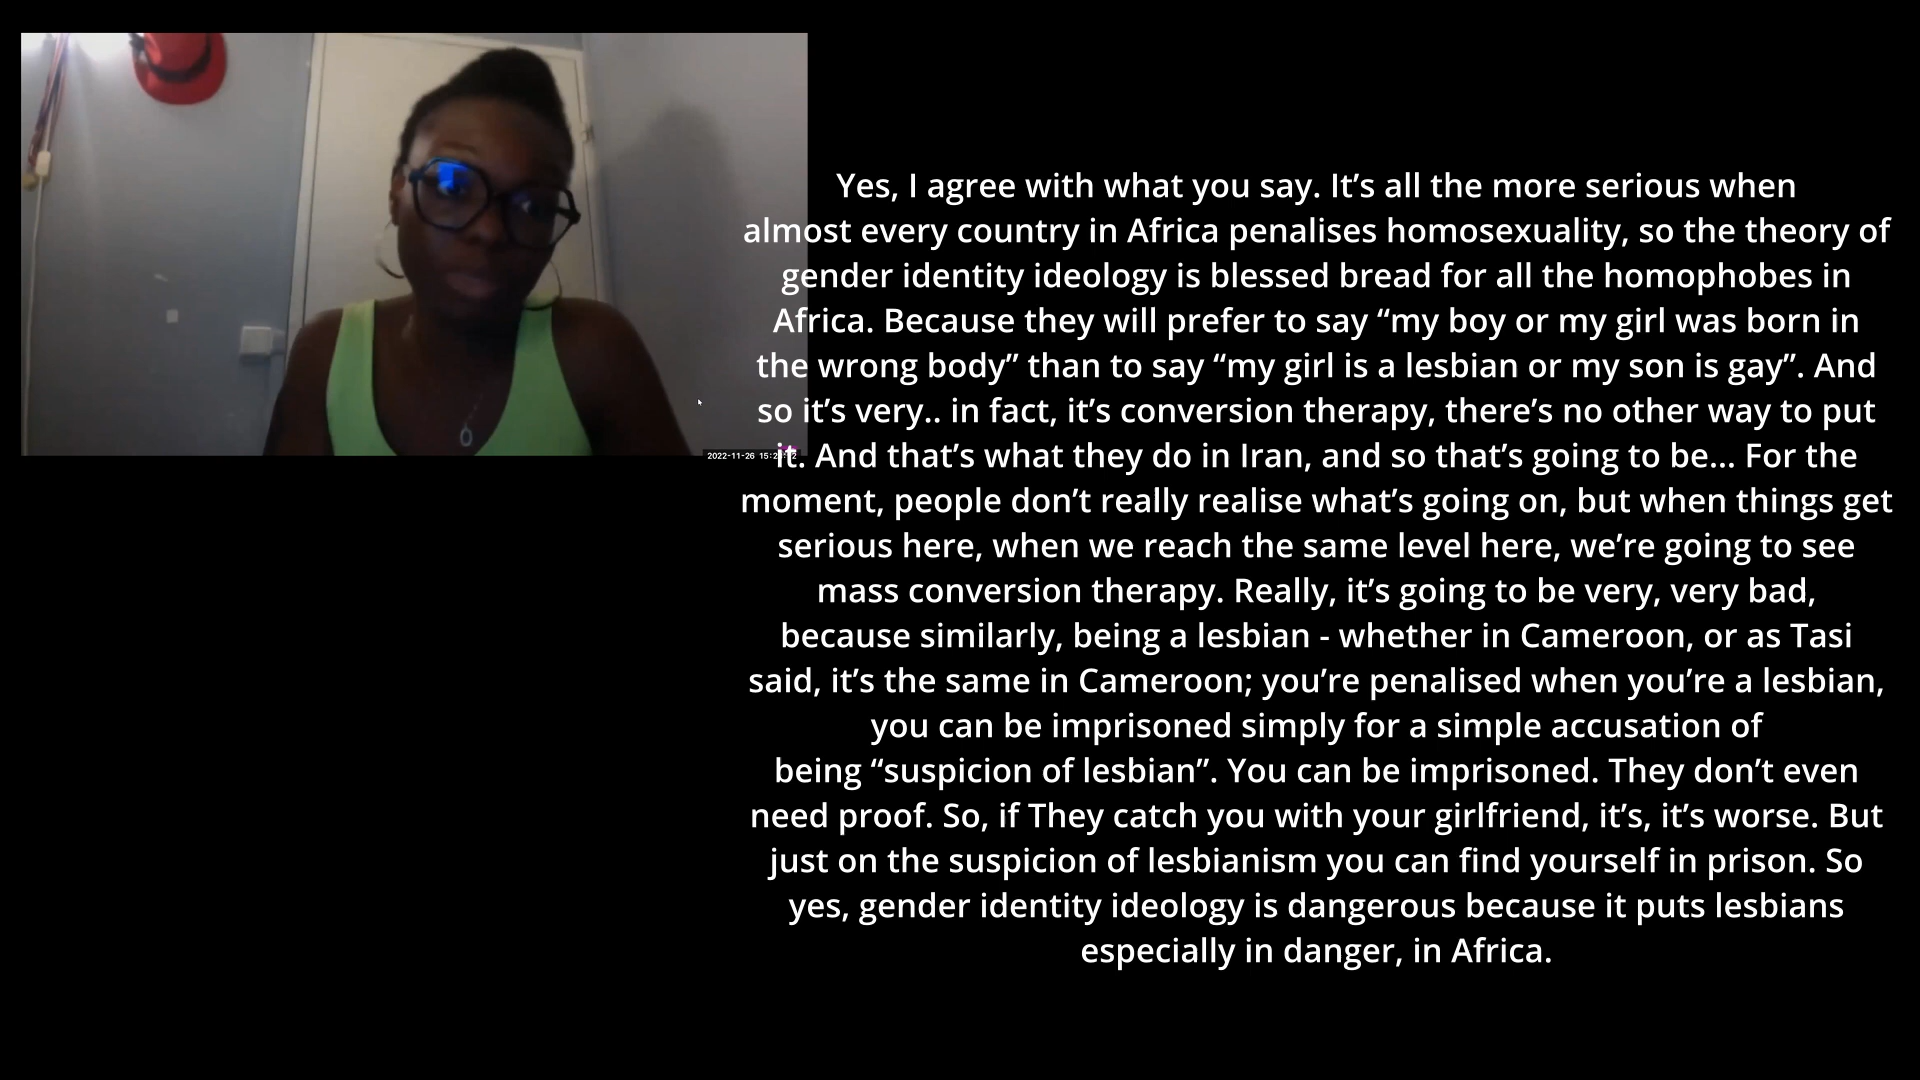 Yes, I agree with what you say. It’s all the more serious when
almost every country in Africa penalises homosexuality, so the theory of
gender identity ideology is blessed bread for all the homophobes in
Africa. Because they will prefer to say “my boy or my girl was born in
the wrong body” than to say “my girl is a lesbian or my son is gay”. And
so it’s very.. in fact, it’s conversion therapy, there’s no other way to put
it. And that’s what they do in Iran, and so that’s going to be... For the
moment, people don’t really realise what’s going on, but when things get
serious here, when we reach the same level here, we’re going to see
mass conversion therapy. Really, it’s going to be very, very bad,
because similarly, being a lesbian - whether in Cameroon, or as Tasi
said, it’s the same in Cameroon; you’re penalised when you’re a lesbian,
you can be imprisoned simply for a simple accusation of
being “suspicion of lesbian”. You can be imprisoned. They don’t even
need proof. So, if They catch you with your girlfriend, it’s, it’s worse. But
just on the suspicion of lesbianism you can find yourself in prison. So
yes, gender identity ideology is dangerous because it puts lesbians
especially in danger, in Africa.
2022-11-26